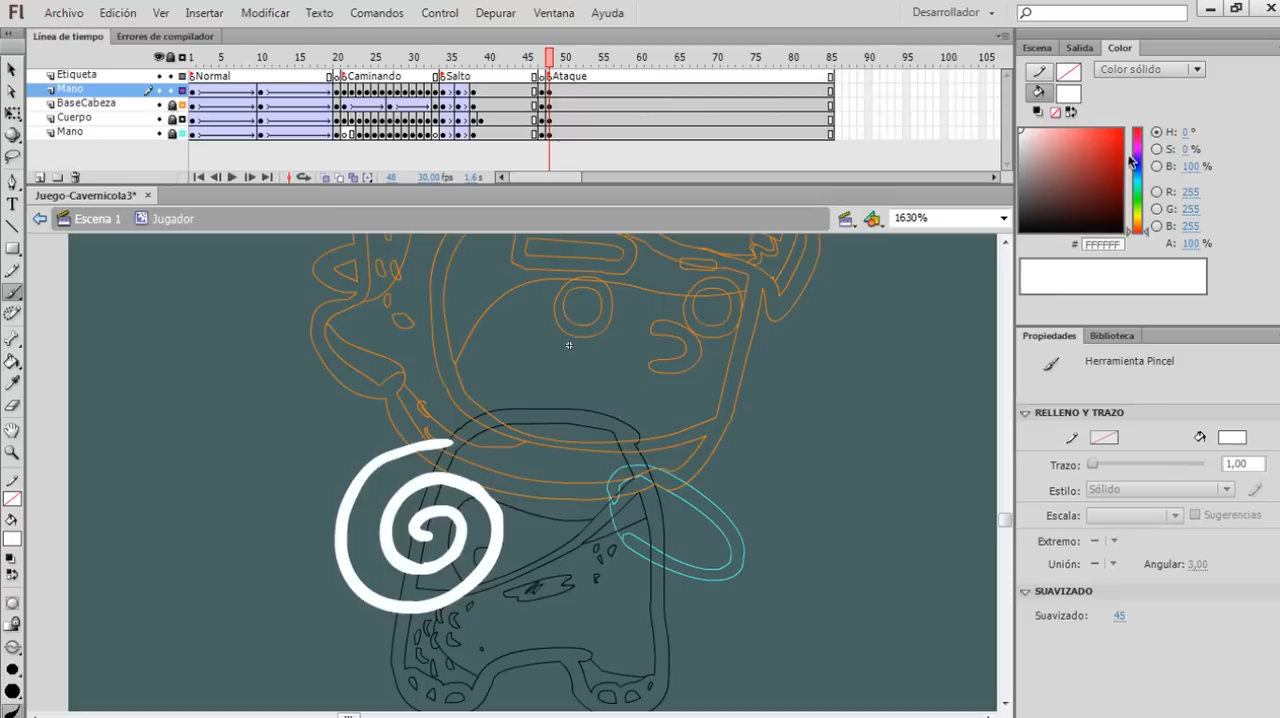 Fl Archivo Edición Ver Insertar Modificar Texto Comandos Control Depurar Ventana Ayuda Desarrollador
Línea de tiempo Errores de compilador
1 5 10 15 20 25 30 35 40 45 50 55 60 65 70 75 80 85 90 95 100 105
Etiqueta Normal Caminando Salto Ataque
Mano
BaseCabeza
Cuerpo
Mano
48 30.00fps 1.6s
Juego-Cavernicola3* ×
Escena 1 Jugador 1630%
Escena Salida Color
Color sólido
H: 0 °
S: 0 %
B: 100 %
R: 255
G: 255
B: 255
# FFFFFF A: 100 %
Propiedades Biblioteca
Herramienta Pincel
RELLENO Y TRAZO
Trazo: 1,00
Estilo: Sólido
Escala: Sugerencias
Extremo: –
Unión: – Angular: 3,00
SUAVIZADO
Suavizado: 45